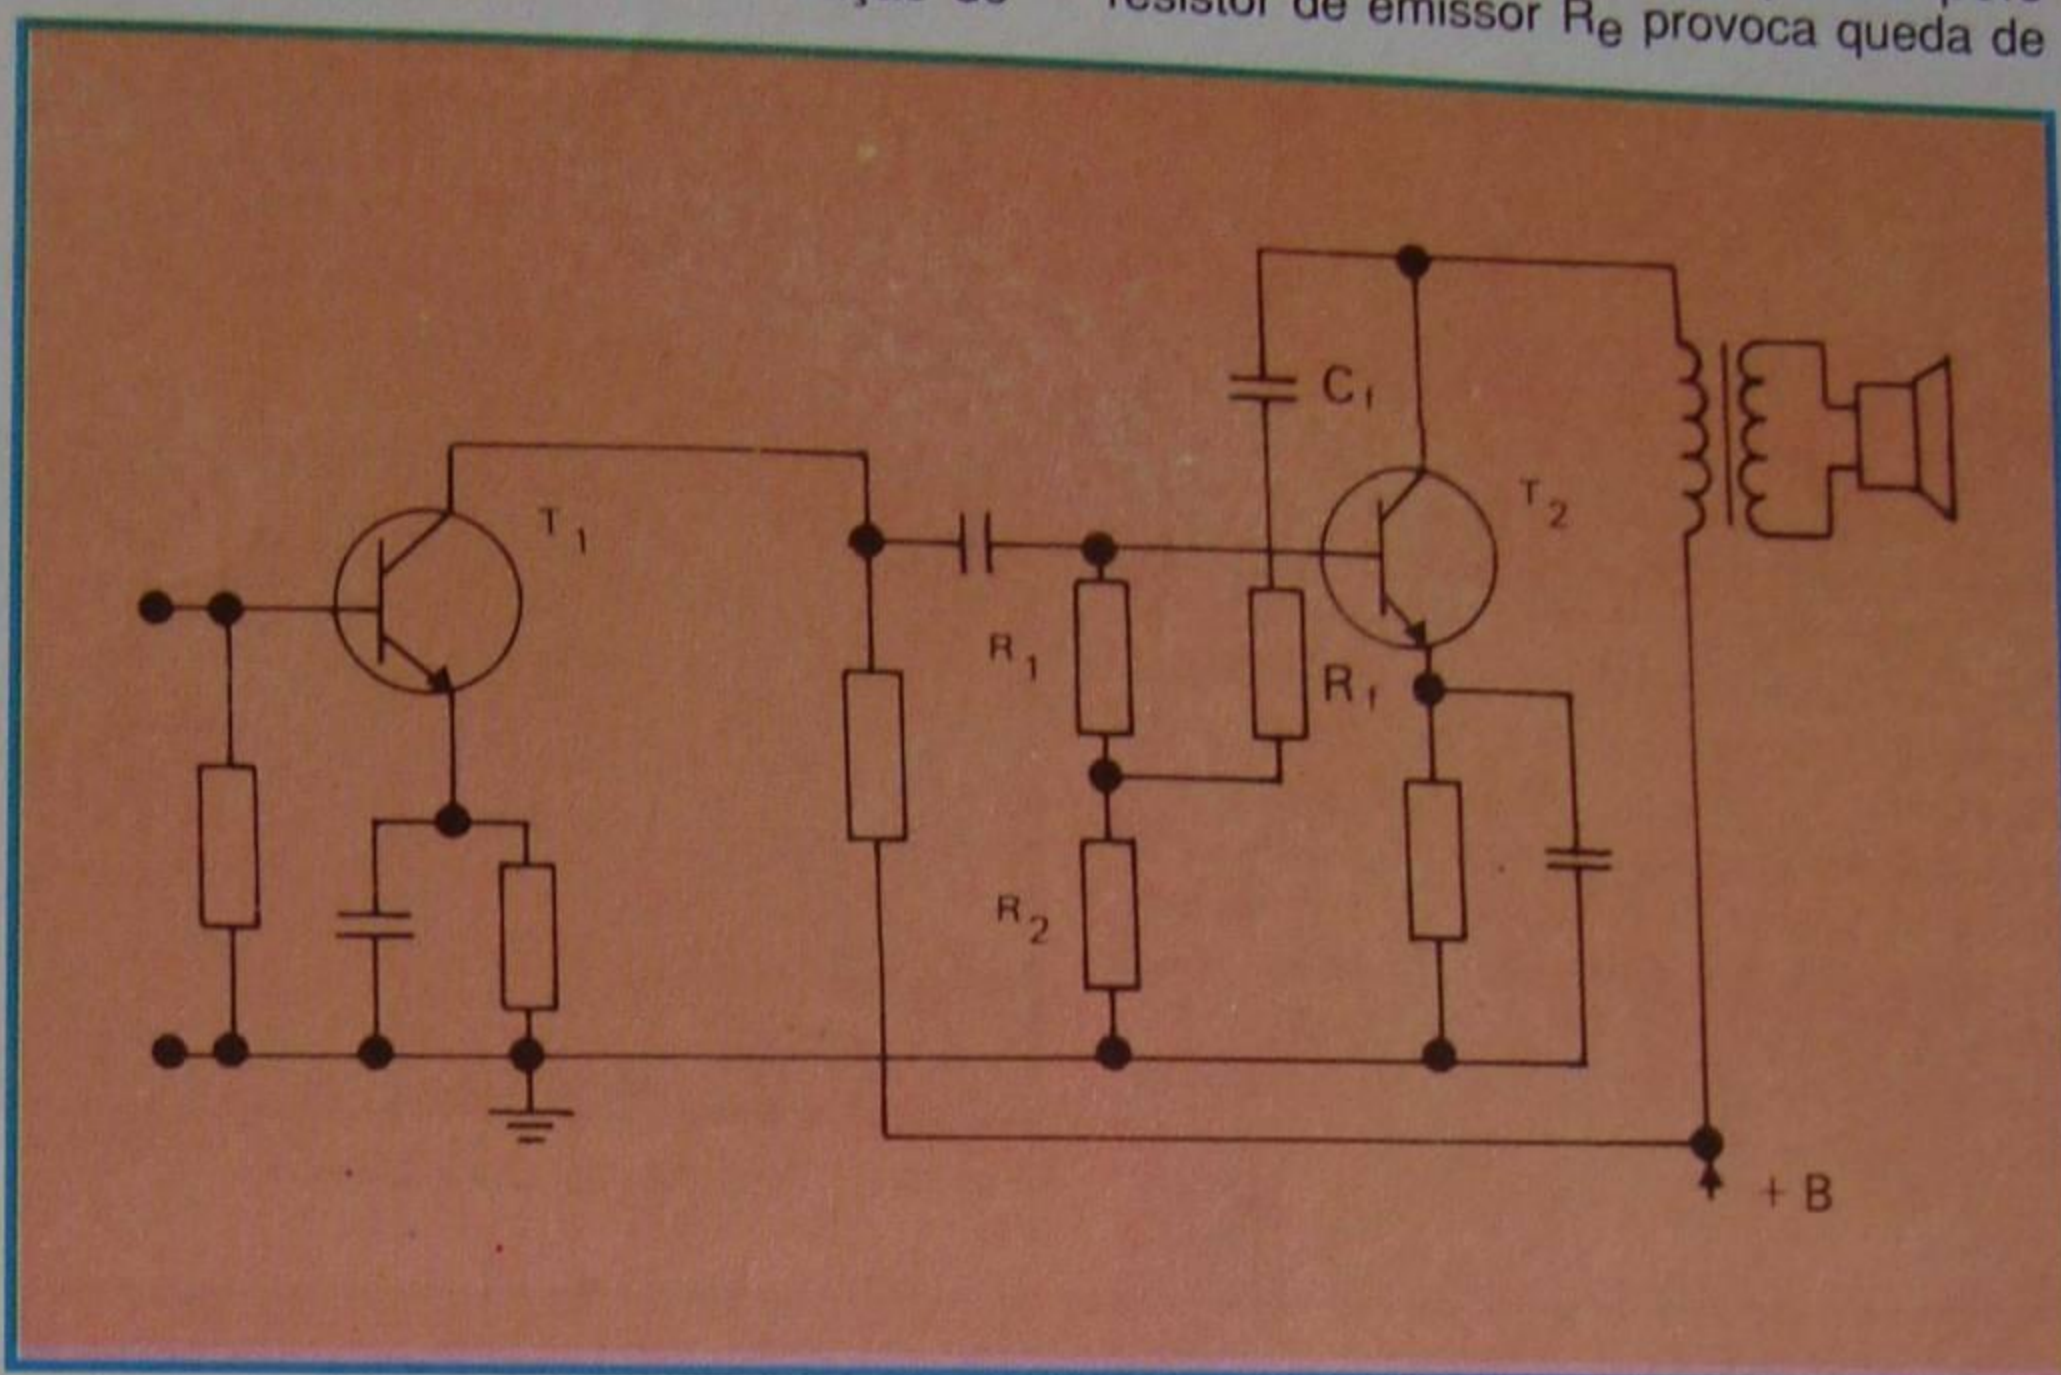 resistor de emissor Re provoca queda de
C1
T1
T2
R1
R1
R2
+ B